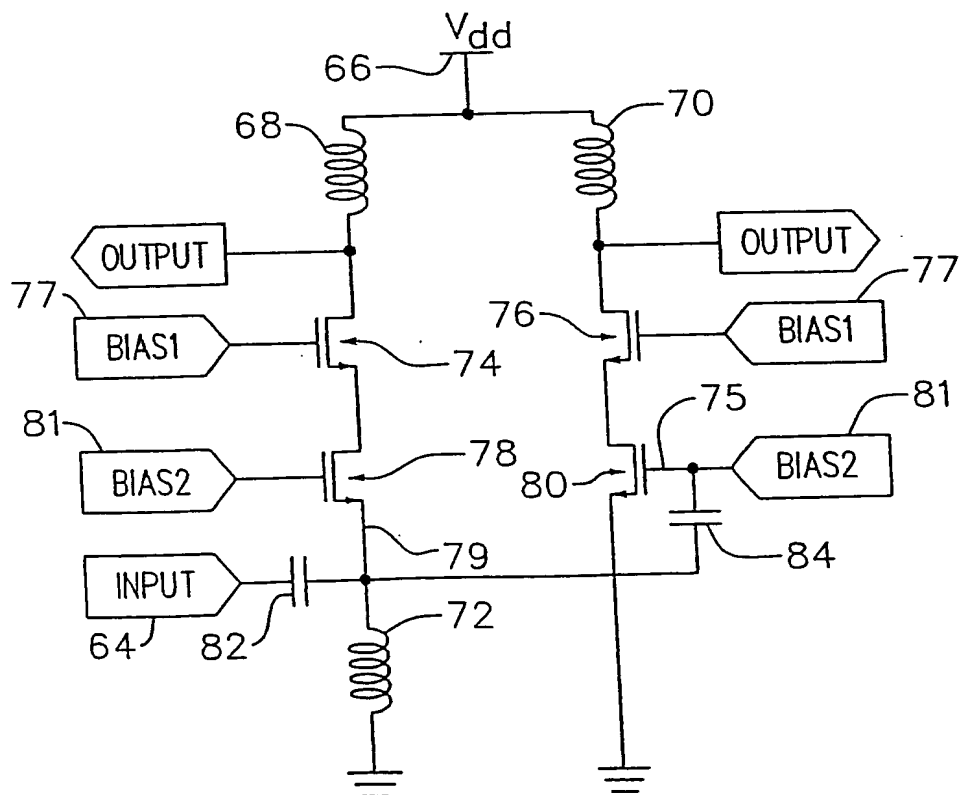 Vdd
66
68
70
OUTPUT
OUTPUT
77
77
BIAS1
76
BIAS1
74
81
75
81
BIAS2
78
80
BIAS2
79
84
INPUT
72
64
82